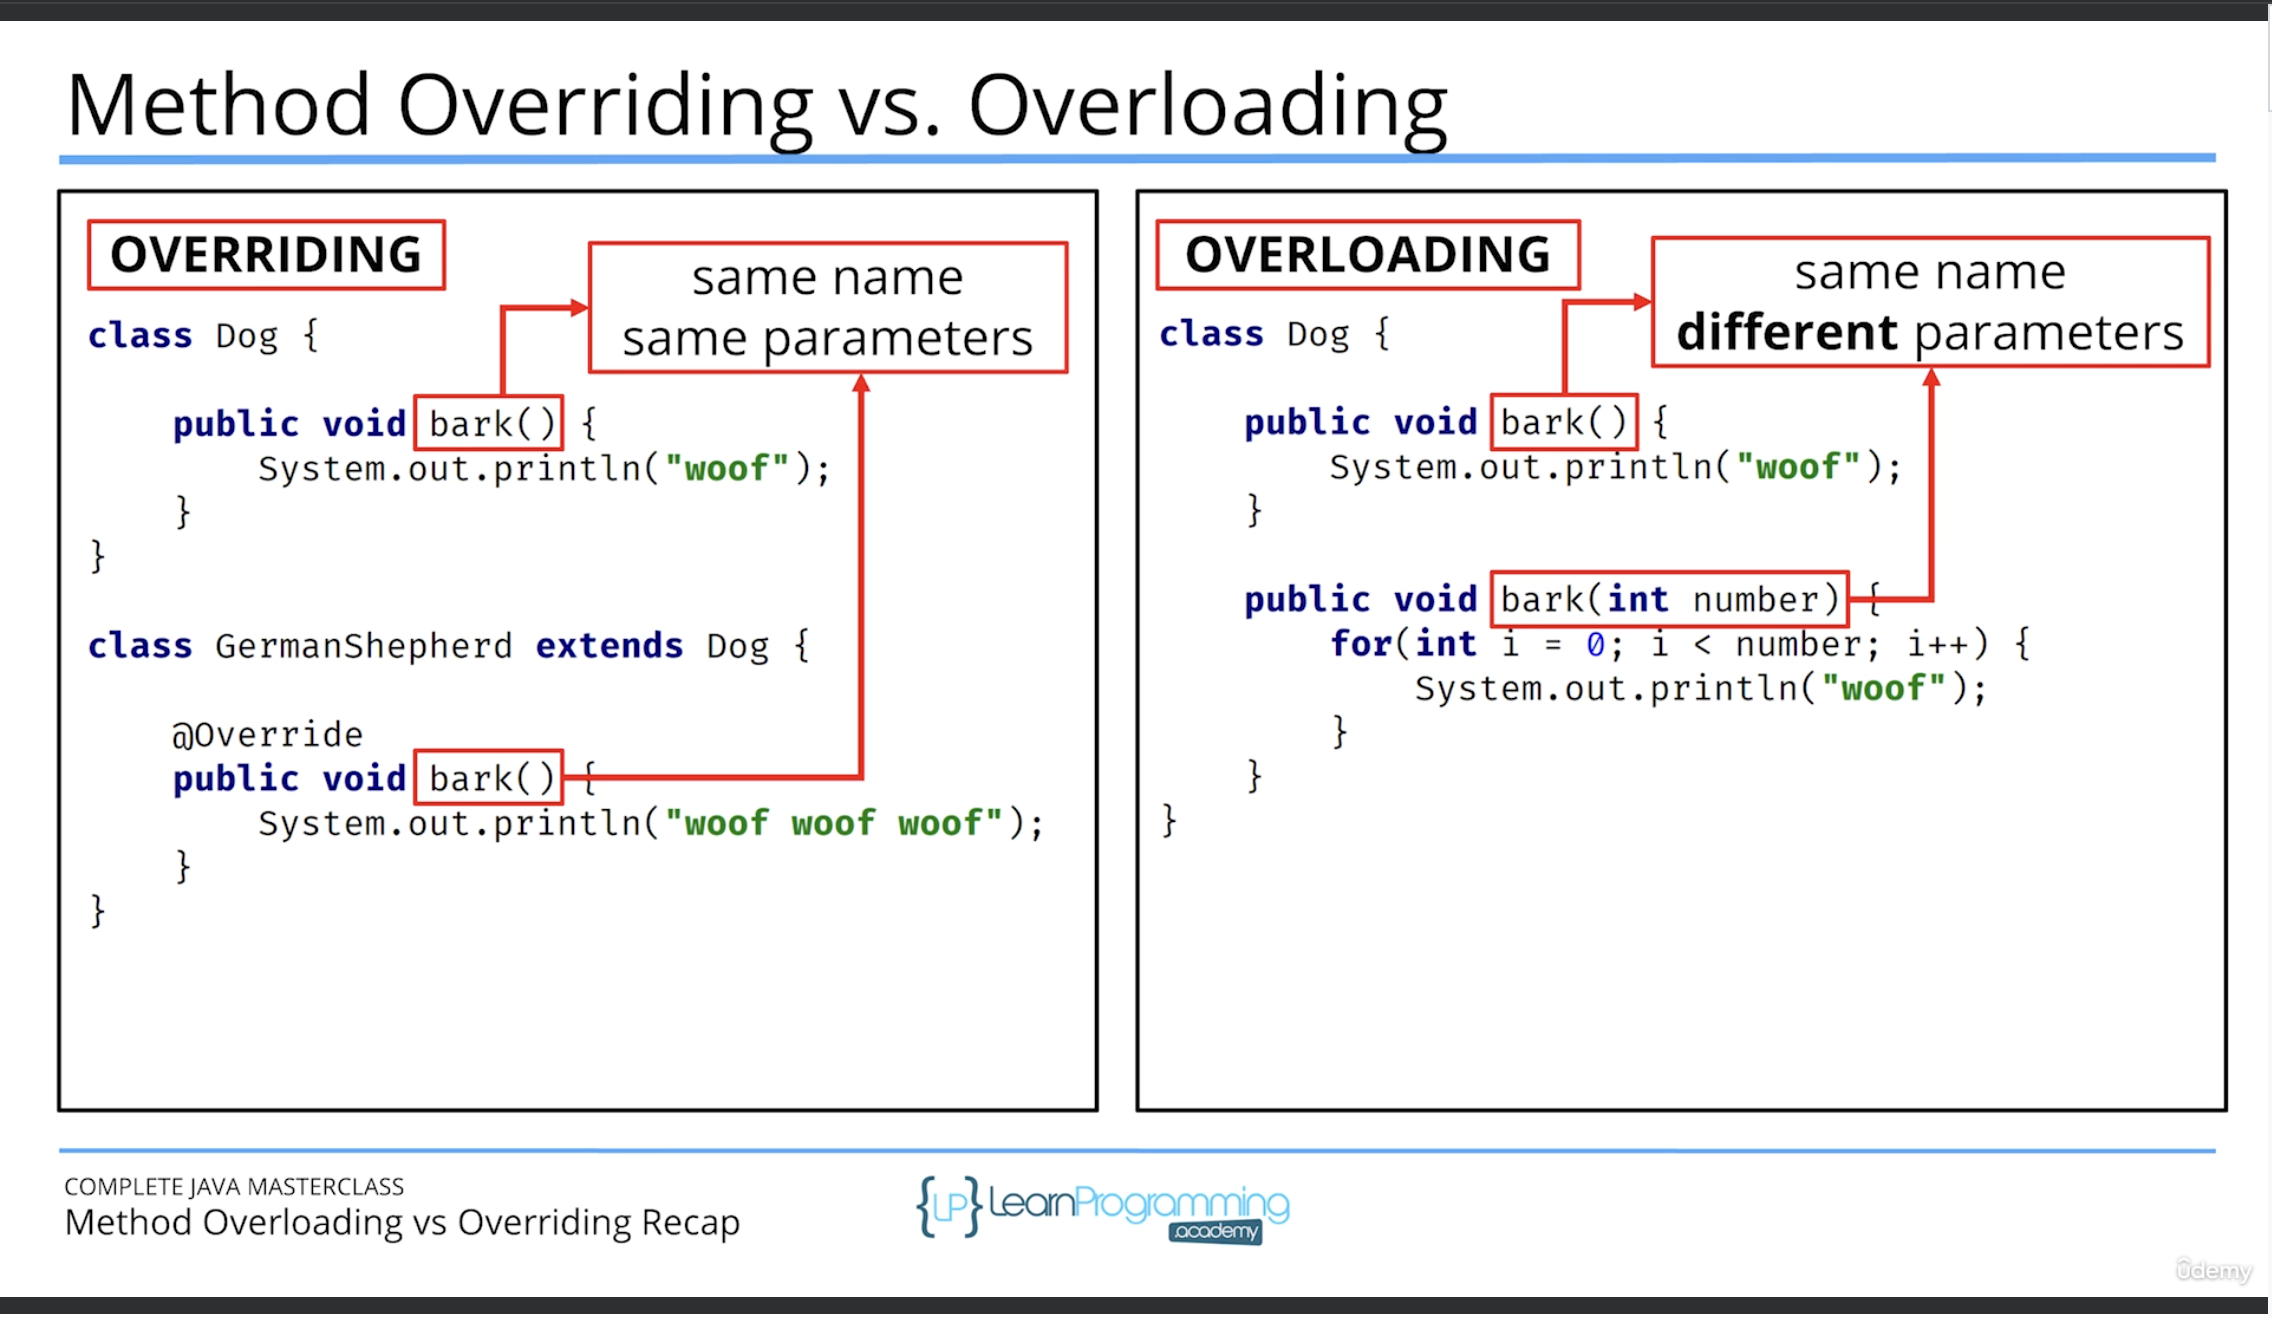 Method Overriding vs. Overloading
OVERRIDING
same name
same parameters
class Dog {
public void bark() {
System.out.println("woof");
}
}
class GermanShepherd extends Dog {
@Override
public void bark() {
System.out.println("woof woof woof");
}
}
OVERLOADING
same name
different parameters
class Dog {
public void bark() {
System.out.println("woof");
}
public void bark(int number) {
for(int i = 0; i < number; i++) {
System.out.println("woof");
}
}
}
COMPLETE JAVA MASTERCLASS
Method Overloading vs Overriding Recap
{LP} LearnProgramming
.academy
ûdemy